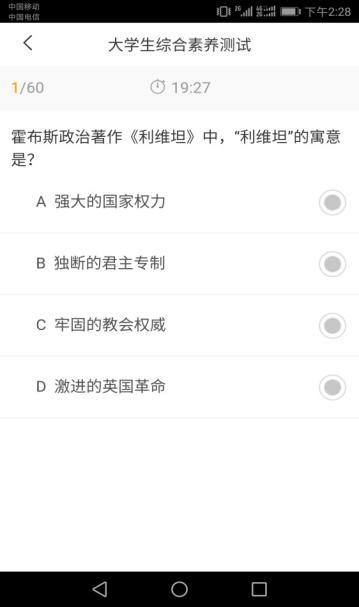 中国移动
中国电信
下午2:28
大学生综合素养测试
1/60
19:27
霍布斯政治著作《利维坦》中，“利维坦”的寓意
是？
A 强大的国家权力
B 独断的君主专制
C 牢固的教会权威
D 激进的英国革命